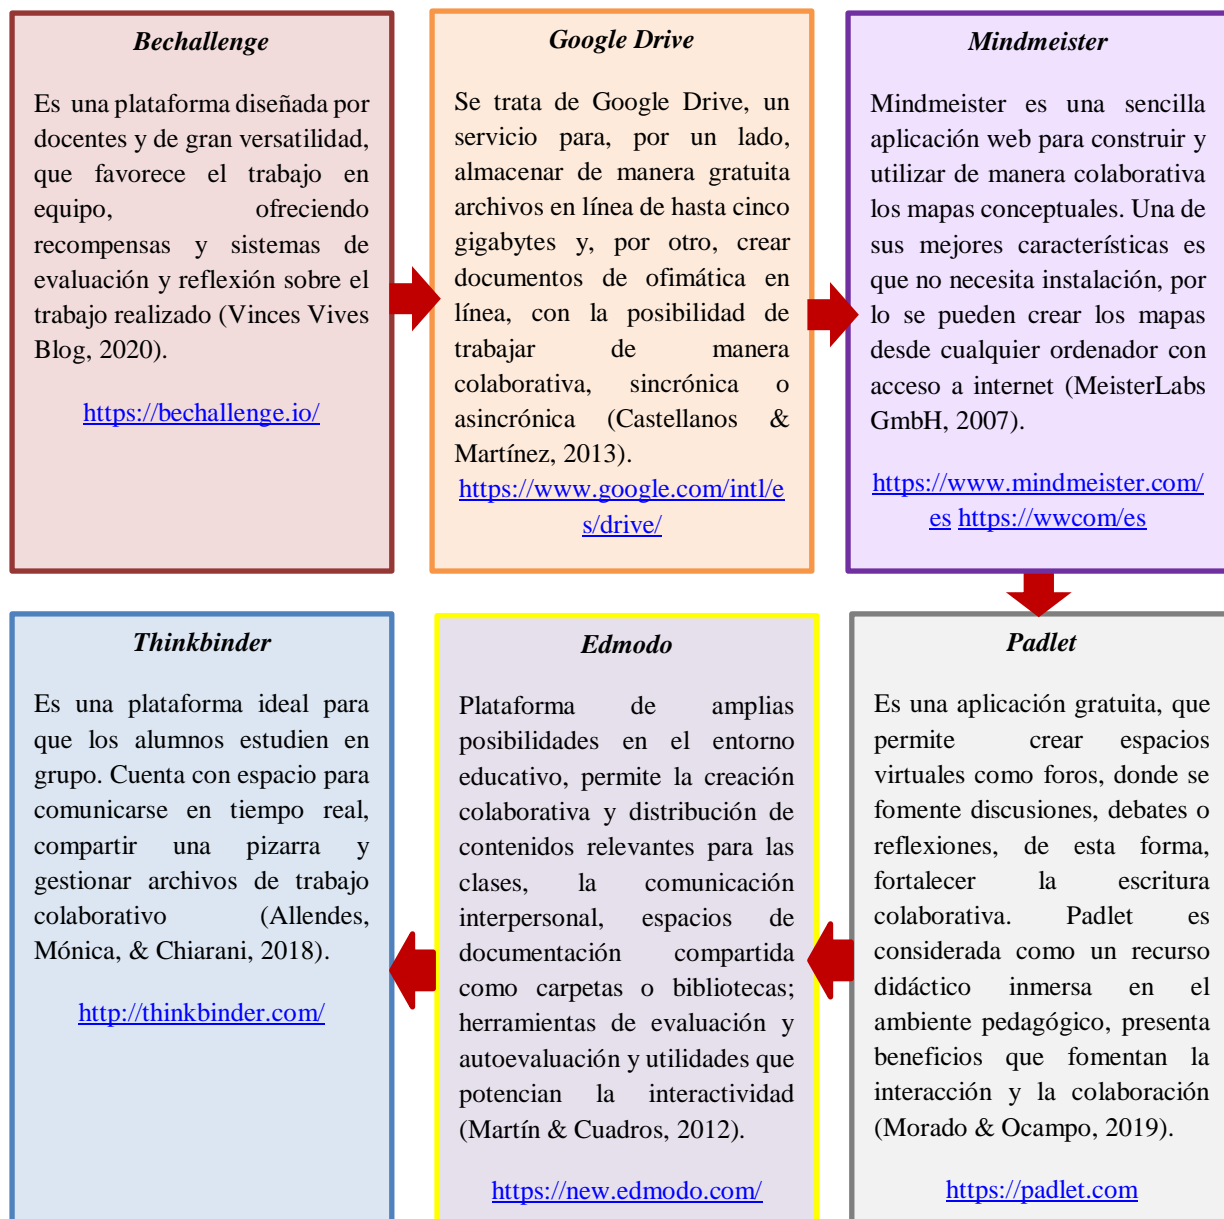 Bechallenge
Es una plataforma diseñada por
docentes y de gran versatilidad,
que favorece el trabajo en
equipo, ofreciendo
recompensas y sistemas de
evaluación y reflexión sobre el
trabajo realizado (Vinces Vives
Blog, 2020).
https://bechallenge.io/
Google Drive
Se trata de Google Drive, un
servicio para, por un lado,
almacenar de manera gratuita
archivos en línea de hasta cinco
gigabytes y, por otro, crear
documentos de ofimática en
línea, con la posibilidad de
trabajar de manera
colaborativa, sincrónica o
asincrónica (Castellanos &
Martínez, 2013).
https://www.google.com/intl/e
s/drive/
Mindmeister
Mindmeister es una sencilla
aplicación web para construir y
utilizar de manera colaborativa
los mapas conceptuales. Una de
sus mejores características es
que no necesita instalación, por
lo se pueden crear los mapas
desde cualquier ordenador con
acceso a internet (MeisterLabs
GmbH, 2007).
https://www.mindmeister.com/
es https://wwcom/es
Padlet
Es una aplicación gratuita, que
permite crear espacios
virtuales como foros, donde se
fomente discusiones, debates o
reflexiones, de esta forma,
fortalecer la escritura
colaborativa. Padlet es
considerada como un recurso
didáctico inmersa en el
ambiente pedagógico, presenta
beneficios que fomentan la
interacción y la colaboración
(Morado & Ocampo, 2019).
https://padlet.com
Edmodo
Plataforma de amplias
posibilidades en el entorno
educativo, permite la creación
colaborativa y distribución de
contenidos relevantes para las
clases, la comunicación
interpersonal, espacios de
documentación compartida
como carpetas o bibliotecas;
herramientas de evaluación y
autoevaluación y utilidades que
potencian la interactividad
(Martín & Cuadros, 2012).
https://new.edmodo.com/
Thinkbinder
Es una plataforma ideal para
que los alumnos estudien en
grupo. Cuenta con espacio para
comunicarse en tiempo real,
compartir una pizarra y
gestionar archivos de trabajo
colaborativo (Allendes,
Mónica, & Chiarani, 2018).
http://thinkbinder.com/